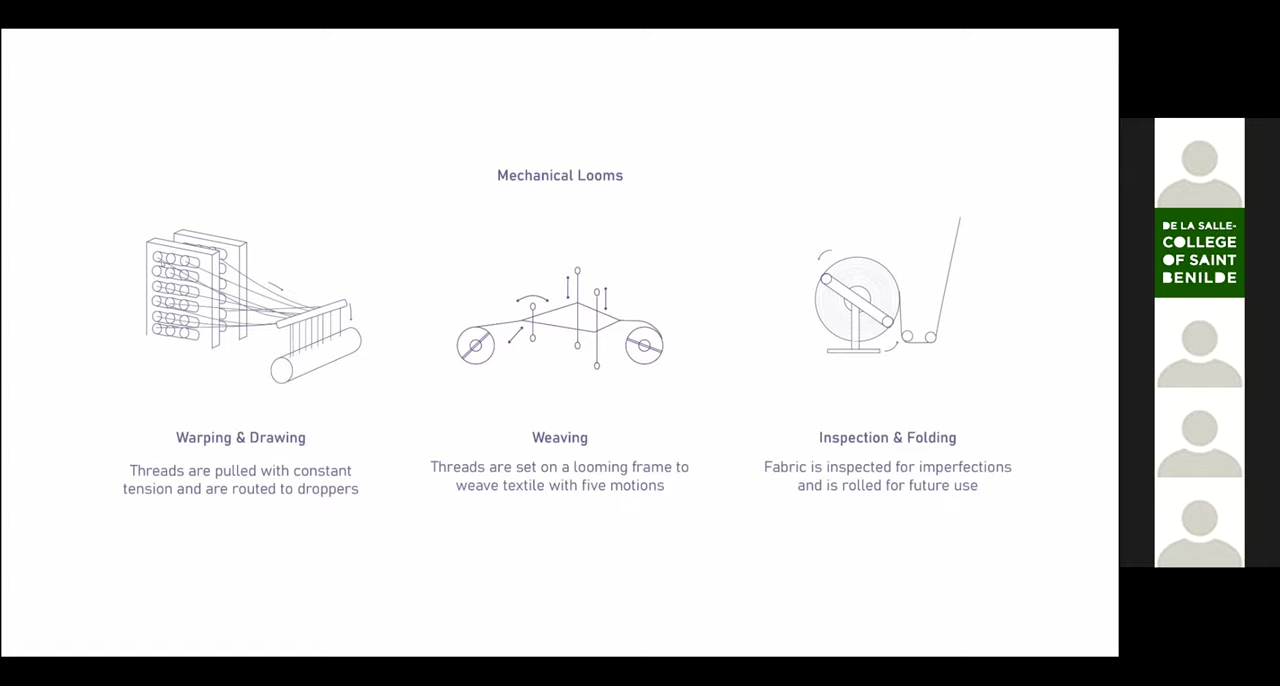 Mechanical Looms
Warping & Drawing
Threads are pulled with constant
tension and are routed to droppers
Weaving
Threads are set on a looming frame to
weave textile with five motions
Inspection & Folding
Fabric is inspected for imperfections
and is rolled for future use
DE LA SALLE-
COLLEGE
OF SAINT
BENILDE